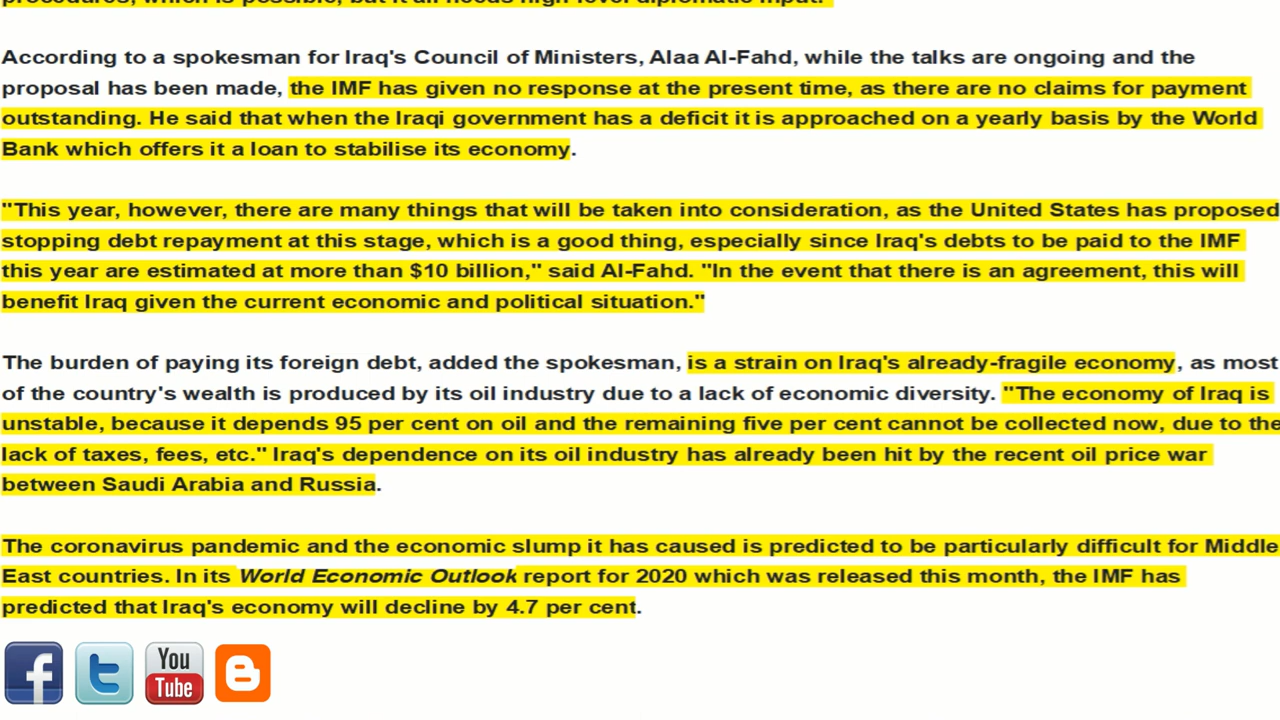 procedures, which is possible, but it all needs high-level diplomatic input."
According to a spokesman for Iraq's Council of Ministers, Alaa Al-Fahd, while the talks are ongoing and the
proposal has been made, the IMF has given no response at the present time, as there are no claims for payment
outstanding. He said that when the Iraqi government has a deficit it is approached on a yearly basis by the World
Bank which offers it a loan to stabilise its economy.
"This year, however, there are many things that will be taken into consideration, as the United States has proposed
stopping debt repayment at this stage, which is a good thing, especially since Iraq's debts to be paid to the IMF
this year are estimated at more than $10 billion," said Al-Fahd. "In the event that there is an agreement, this will
benefit Iraq given the current economic and political situation."
The burden of paying its foreign debt, added the spokesman, is a strain on Iraq's already-fragile economy, as most
of the country's wealth is produced by its oil industry due to a lack of economic diversity. "The economy of Iraq is
unstable, because it depends 95 per cent on oil and the remaining five per cent cannot be collected now, due to the
lack of taxes, fees, etc." Iraq's dependence on its oil industry has already been hit by the recent oil price war
between Saudi Arabia and Russia.
The coronavirus pandemic and the economic slump it has caused is predicted to be particularly difficult for Middle
East countries. In its World Economic Outlook report for 2020 which was released this month, the IMF has
predicted that Iraq's economy will decline by 4.7 per cent.
You
Tube